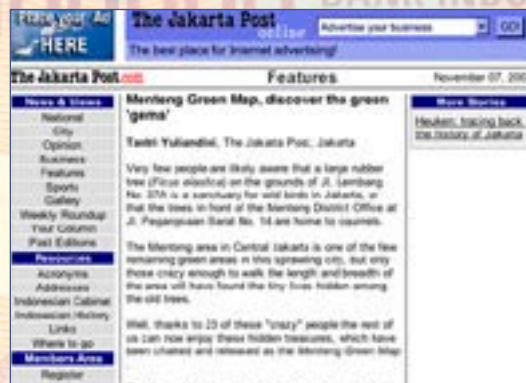 Place your Ad
HERE
The Jakarta Post
online
Advertise your business
GO!
The best place for Internet advertising!
BANK INDO
The Jakarta Post.com
Features
November 07, 200
News & Views
National
City
Opinion
Business
Features
Sports
Gallery
Weekly Roundup
Your Column
Past Editions
Resources
Acronyms
Addresses
Indonesian Cabinet
Indonesian History
Links
Where to go
Members Area
Register
Menteng Green Map, discover the green
'gems'
Tantri Yuliandini, The Jakarta Post, Jakarta
Very few people are likely aware that a large rubber
tree (Ficus elastica) on the grounds of Jl. Lembang
No. 37A is a sanctuary for wild birds in Jakarta, or
that the trees in front of the Menteng District Office at
Jl. Pegangsaan Barat No. 14 are home to squirrels.
The Menteng area in Central Jakarta is one of the few
remaining green areas in this sprawling city, but only
those crazy enough to walk the length and breadth of
the area will have found the tiny lives hidden among
the old trees.
Well, thanks to 23 of these "crazy" people the rest of
us can now enjoy these hidden treasures, which have
been charted and released as the Menteng Green Map
.
More Stories
Heuken: tracing back
the history of Jakarta